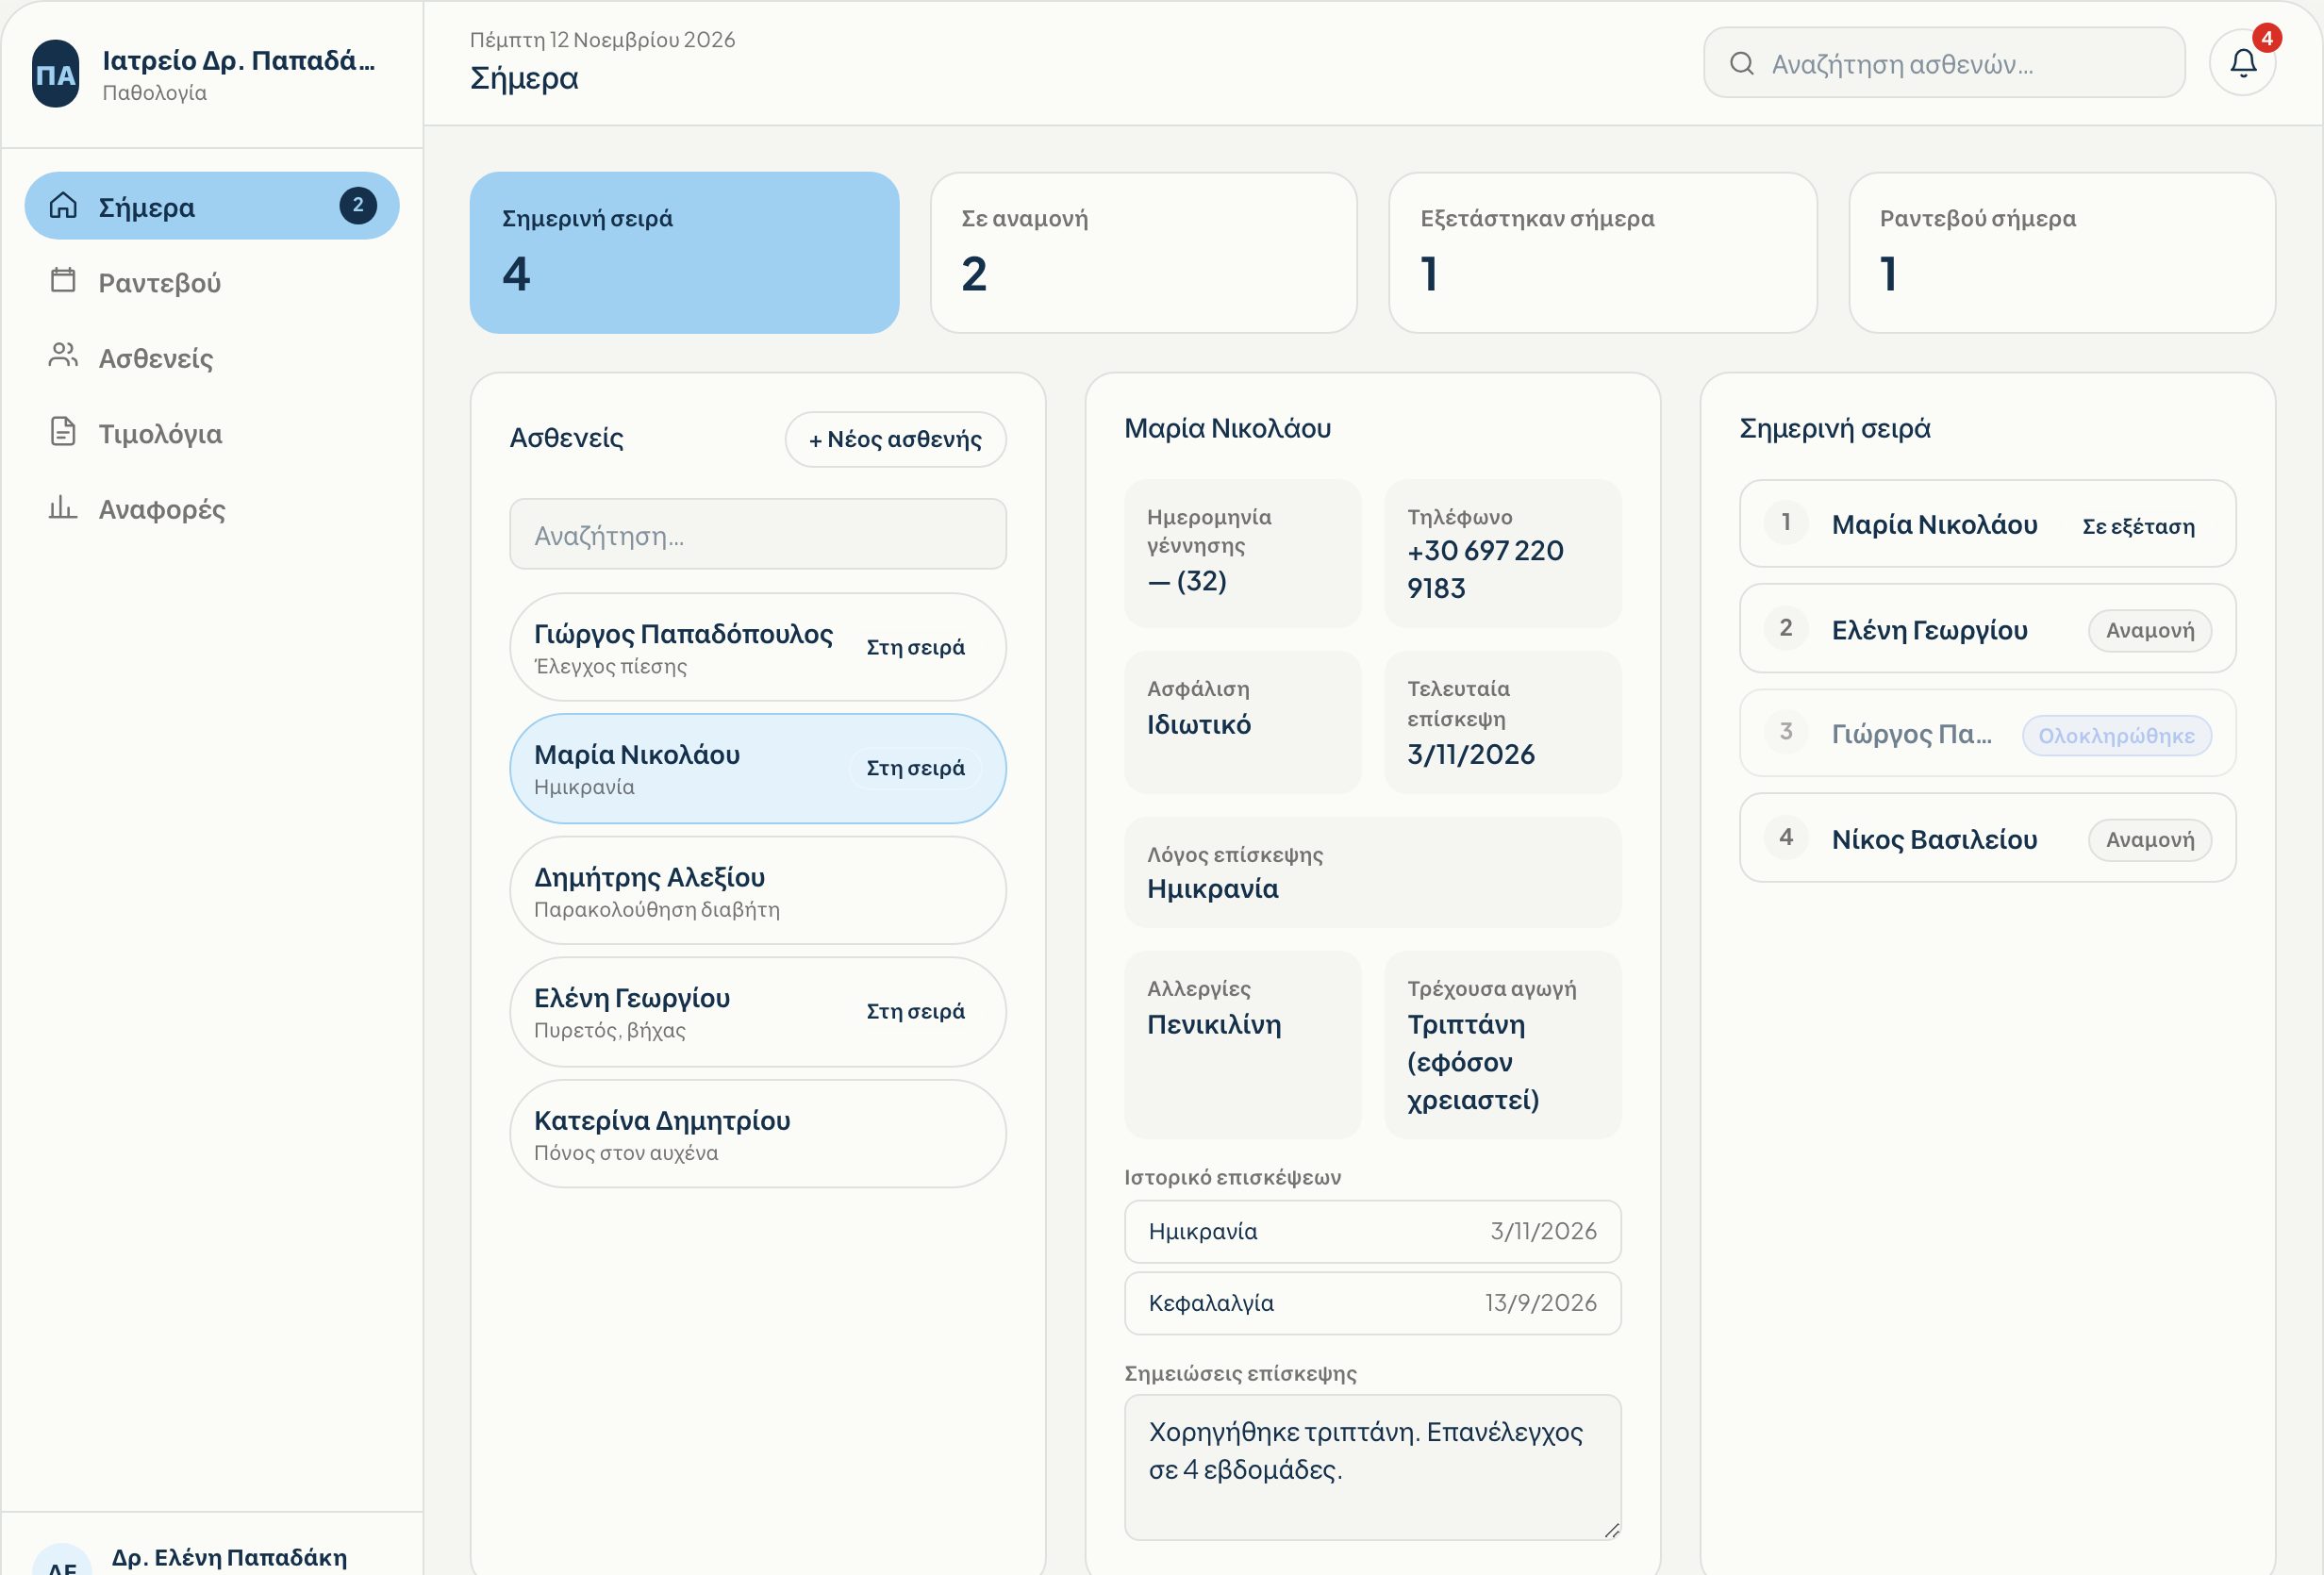 ΠΑ
Ιατρείο Δρ. Παπαδά...
Παθολογία
Σήμερα
2
Ραντεβού
Ασθενείς
Τιμολόγια
Αναφορές
Δρ. Ελένη Παπαδάκη
Πέμπτη 12 Νοεμβρίου 2026
Σήμερα
Αναζήτηση ασθενών...
4
Σημερινή σειρά
4
Σε αναμονή
2
Εξετάστηκαν σήμερα
1
Ραντεβού σήμερα
1
Ασθενείς
+ Νέος ασθενής
Αναζήτηση...
Γιώργος Παπαδόπουλος
Έλεγχος πίεσης
Στη σειρά
Μαρία Νικολάου
Ημικρανία
Στη σειρά
Δημήτρης Αλεξίου
Παρακολούθηση διαβήτη
Ελένη Γεωργίου
Πυρετός, βήχας
Στη σειρά
Κατερίνα Δημητρίου
Πόνος στον αυχένα
Μαρία Νικολάου
Ημερομηνία
γέννησης
— (32)
Τηλέφωνο
+30 697 220
9183
Ασφάλιση
Ιδιωτικό
Τελευταία
επίσκεψη
3/11/2026
Λόγος επίσκεψης
Ημικρανία
Αλλεργίες
Πενικιλίνη
Τρέχουσα αγωγή
Τριπτάνη
(εφόσον
χρειαστεί)
Ιστορικό επισκέψεων
Ημικρανία 3/11/2026
Κεφαλαλγία 13/9/2026
Σημειώσεις επίσκεψης
Χορηγήθηκε τριπτάνη. Επανέλεγχος
σε 4 εβδομάδες.
Σημερινή σειρά
1 Μαρία Νικολάου Σε εξέταση
2 Ελένη Γεωργίου Αναμονή
3 Γιώργος Πα... Ολοκληρώθηκε
4 Νίκος Βασιλείου Αναμονή